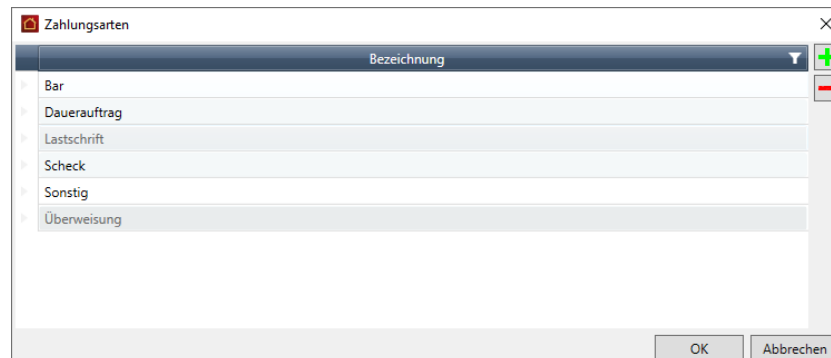 Zahlungsarten
Bezeichnung
Bar
Dauerauftrag
Lastschrift
Scheck
Sonstig
Überweisung
OK
Abbrechen